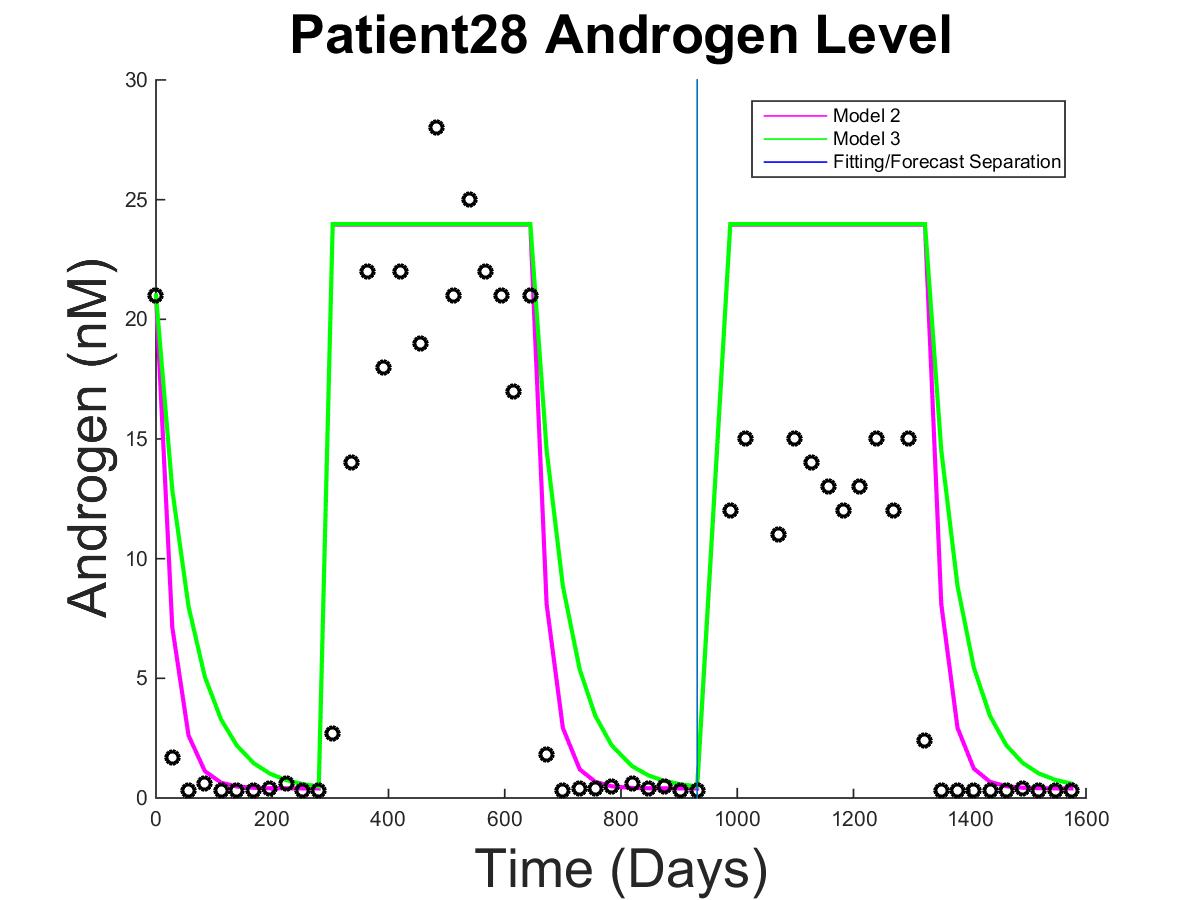 Patient28 Androgen Level
30
25
20
15
10
5
0
Androgen (nM)
Model 2
Model 3
Fitting/Forecast Separation
0 200 400 600 800 1000 1200 1400 1600
Time (Days)